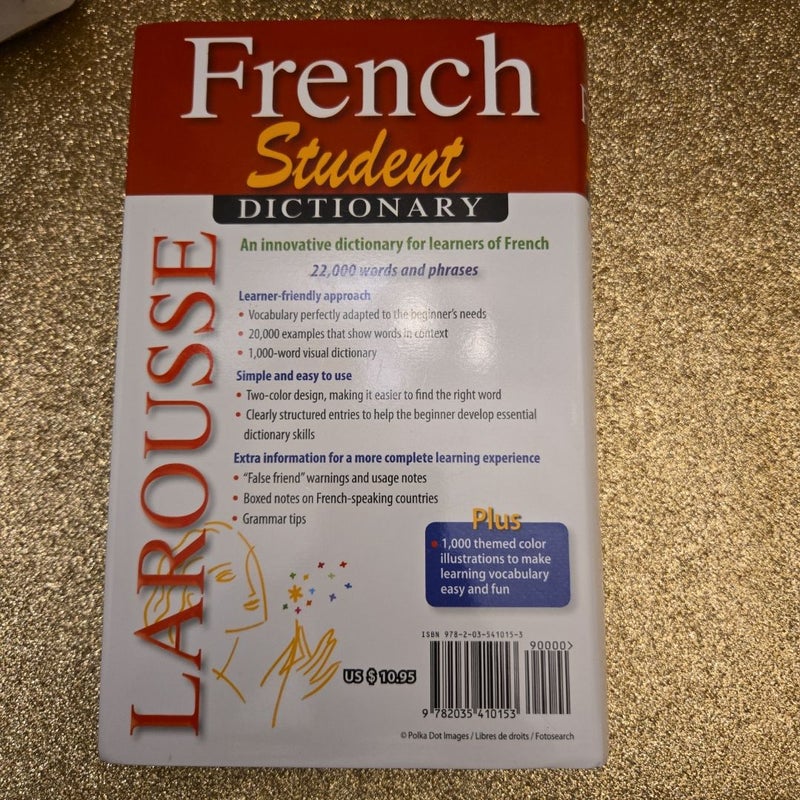 French
Student
DICTIONARY
LAROUSSE
An innovative dictionary for learners of French
22,000 words and phrases
Learner-friendly approach
• Vocabulary perfectly adapted to the beginner's needs
• 20,000 examples that show words in context
• 1,000-word visual dictionary
Simple and easy to use
• Two-color design, making it easier to find the right word
• Clearly structured entries to help the beginner develop essential
dictionary skills
Extra information for a more complete learning experience
• "False friend" warnings and usage notes
• Boxed notes on French-speaking countries
• Grammar tips
Plus
• 1,000 themed color
illustrations to make
learning vocabulary
easy and fun
ISBN 978-2-03-541015-3
90000>
US $ 10.95
9 782035 410153
© Polka Dot Images / Libres de droits / Fotosearch